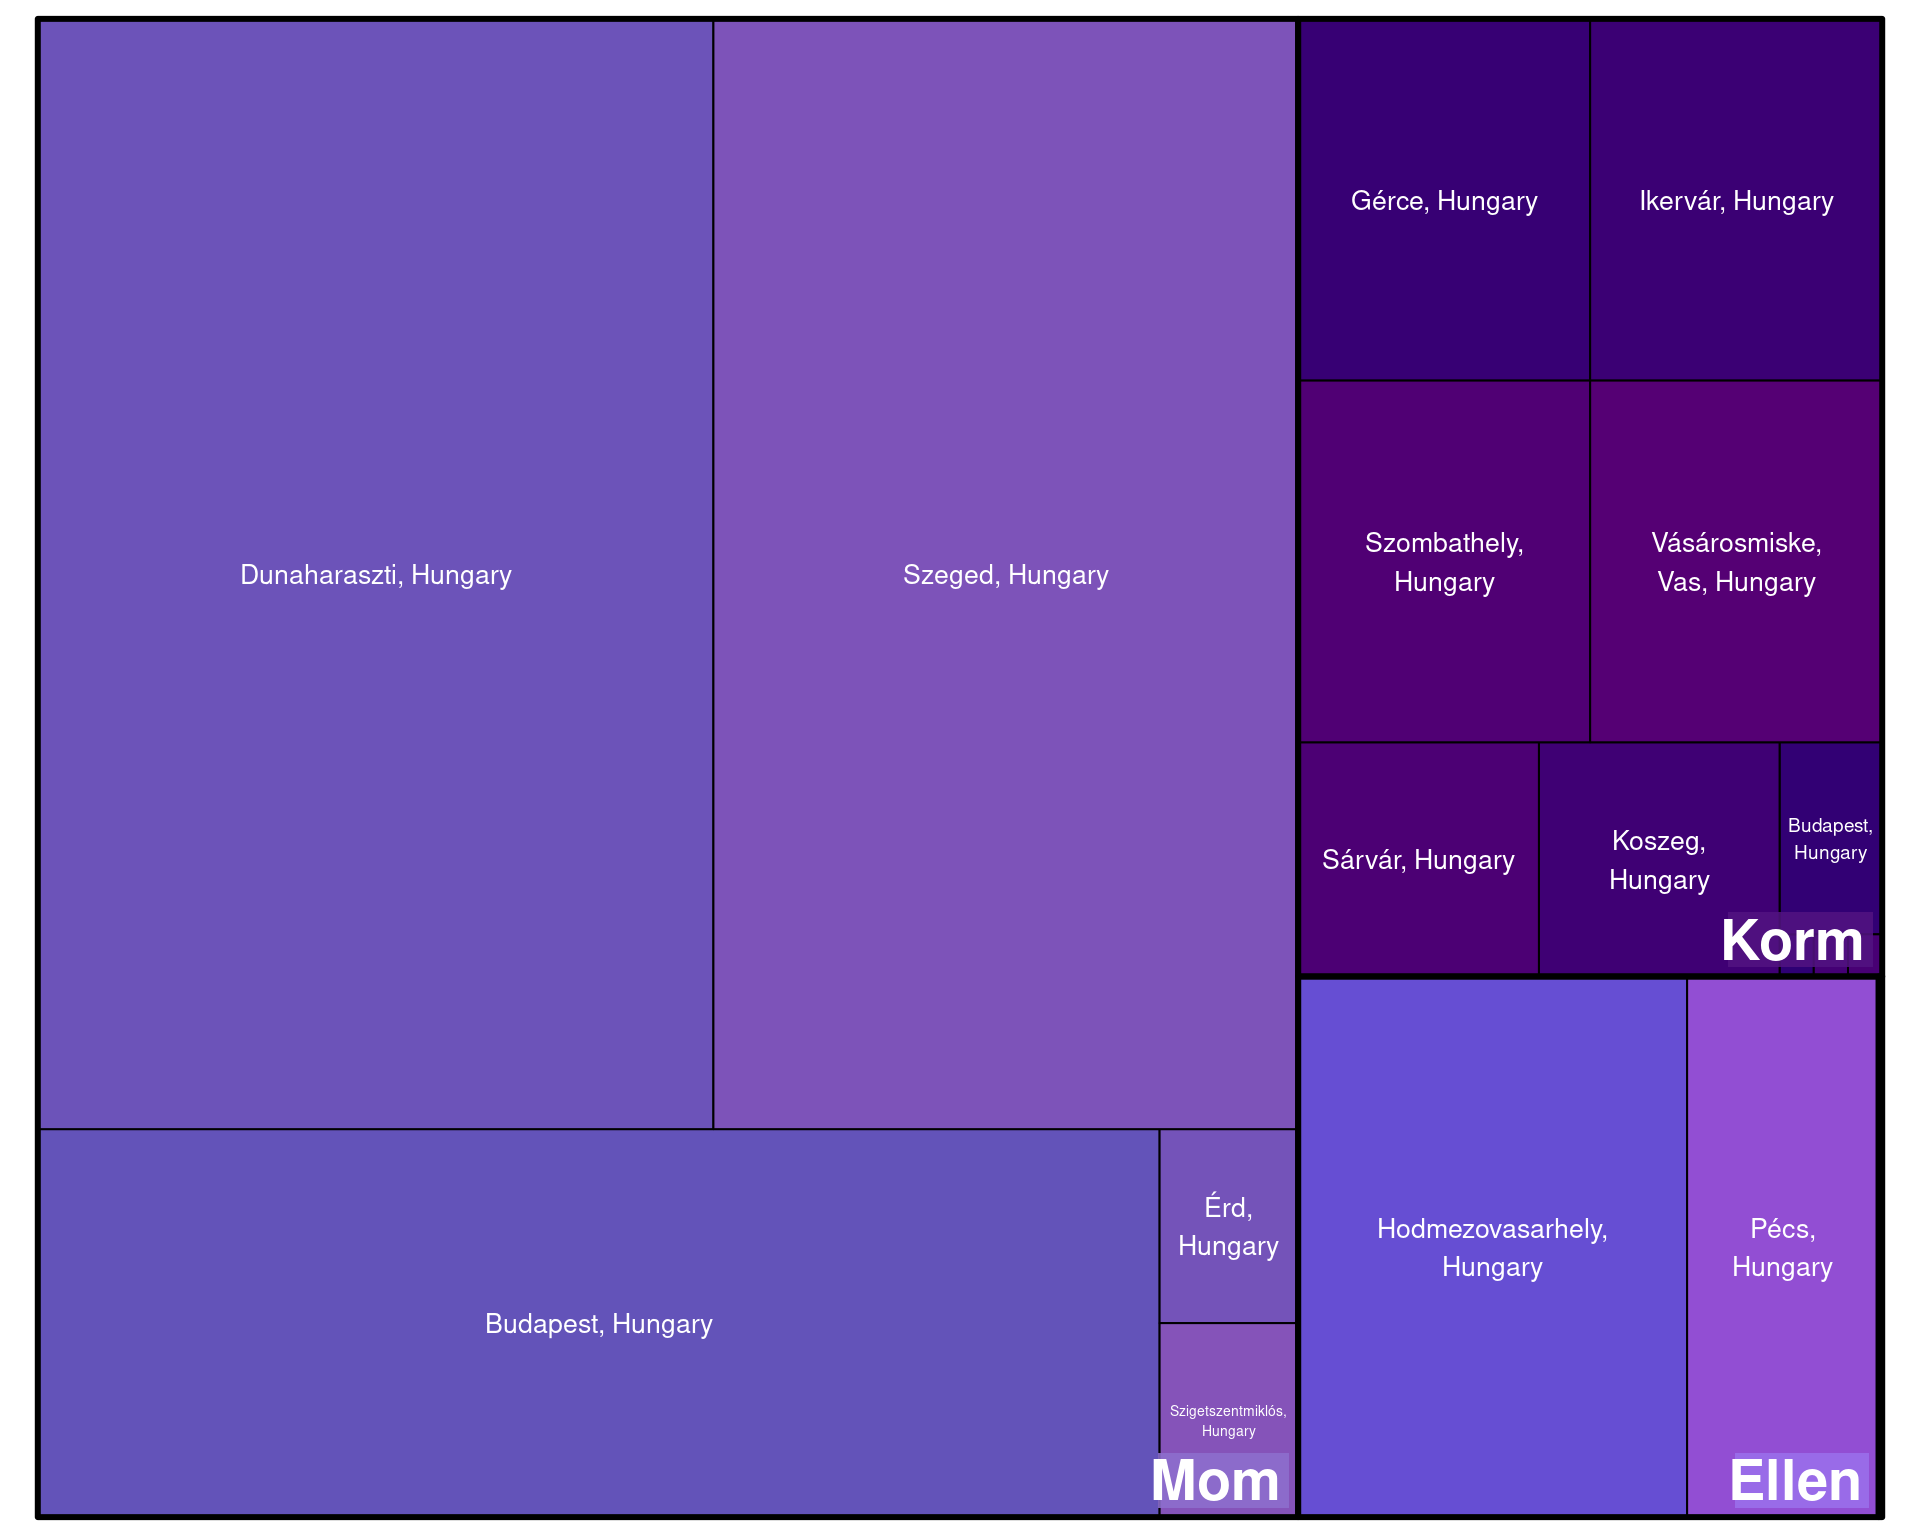 Dunaharaszti, Hungary
Szeged, Hungary
Budapest, Hungary
Érd,
Hungary
Szigetszentmiklós,
Hungary
Mom
Gérce, Hungary
Ikervár, Hungary
Szombathely,
Hungary
Vásárosmiske,
Vas, Hungary
Sárvár, Hungary
Koszeg,
Hungary
Budapest,
Hungary
Korm
Hodmezovasarhely,
Hungary
Pécs,
Hungary
Ellen